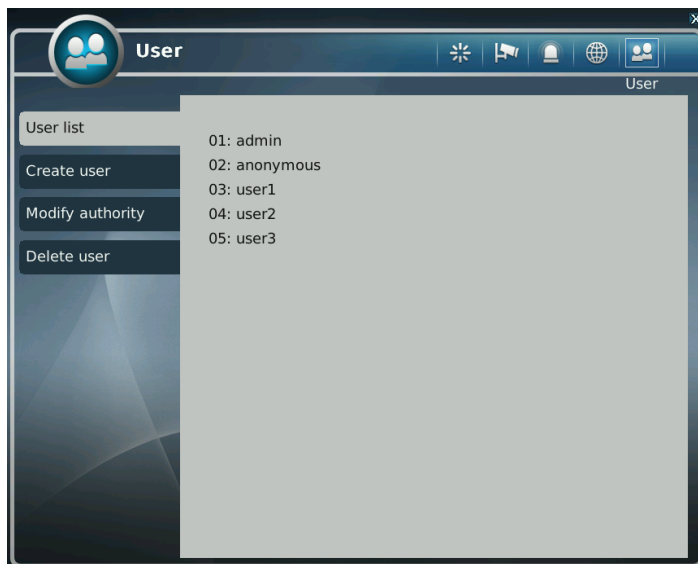 User
User
User list
Create user
Modify authority
Delete user
01: admin
02: anonymous
03: user1
04: user2
05: user3